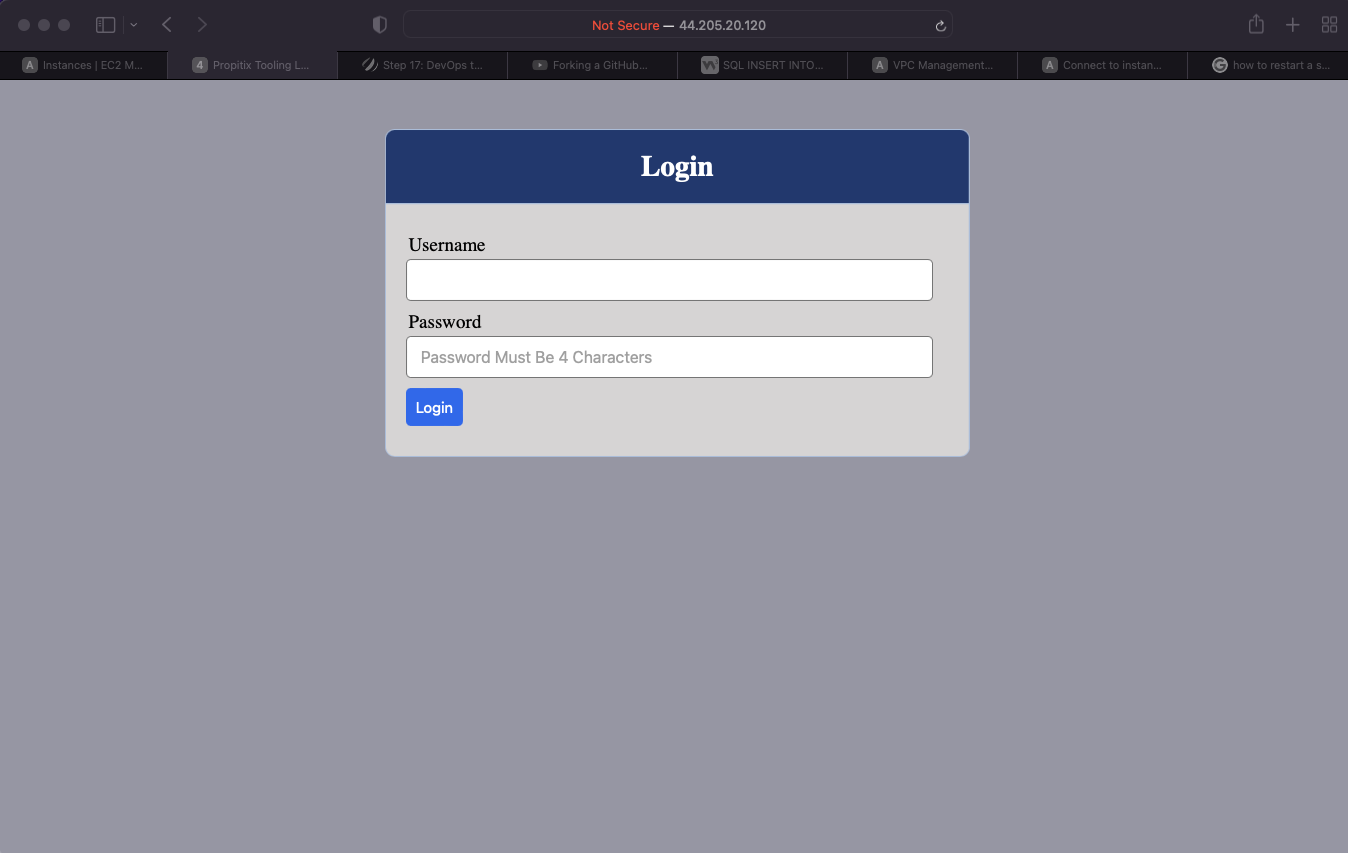 Not Secure — 44.205.20.120
A Instances | EC2 M...
4 Propitix Tooling L...
Step 17: DevOps t...
Forking a GitHub...
SQL INSERT INTO...
A VPC Management...
A Connect to instan...
how to restart a s...
Login
Username
Password
Password Must Be 4 Characters
Login